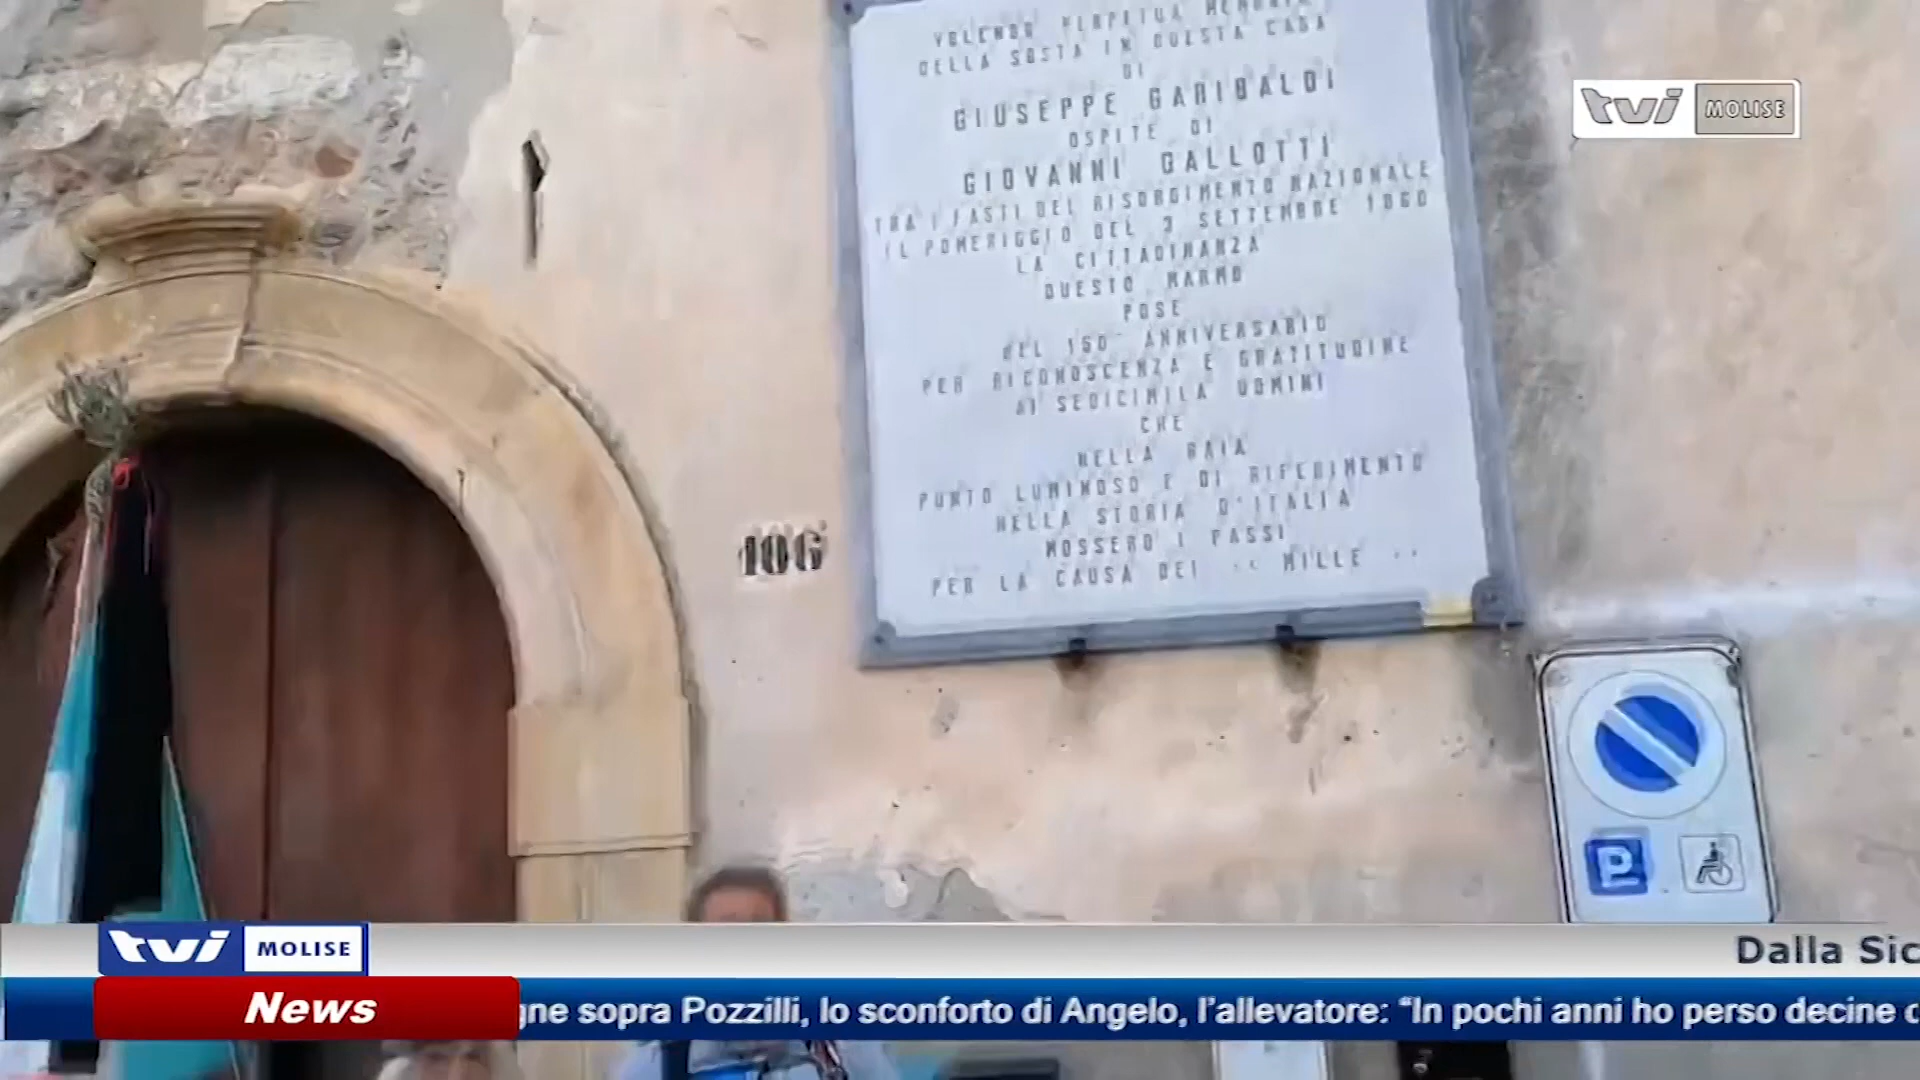 VOLENDO PERPETUA MEMORIA
DELLA SOSTA IN QUESTA CASA
DI
GIUSEPPE GARIBALDI
OSPITE DI
GIOVANNI GALLOTTI
TRA I FASTI DEL RISORGIMENTO NAZIONALE
IL POMERIGGIO DEL 3 SETTEMBRE 1860
LA CITTADINANZA
QUESTO MARMO
POSE
NEL 150° ANNIVERSARIO
PER RICONOSCENZA E GRATITUDINE
AI SEDICIMILA UOMINI
CHE
NELLA BAIA
PUNTO LUMINOSO E DI RIFERIMENTO
NELLA STORIA D'ITALIA
MOSSERO I PASSI
PER LA CAUSA DEI << MILLE >>
tvi MOLISE
106
P
tvi MOLISE
Dalla Sic
News
gne sopra Pozzilli, lo sconforto di Angelo, l'allevatore: “In pochi anni ho perso decine d